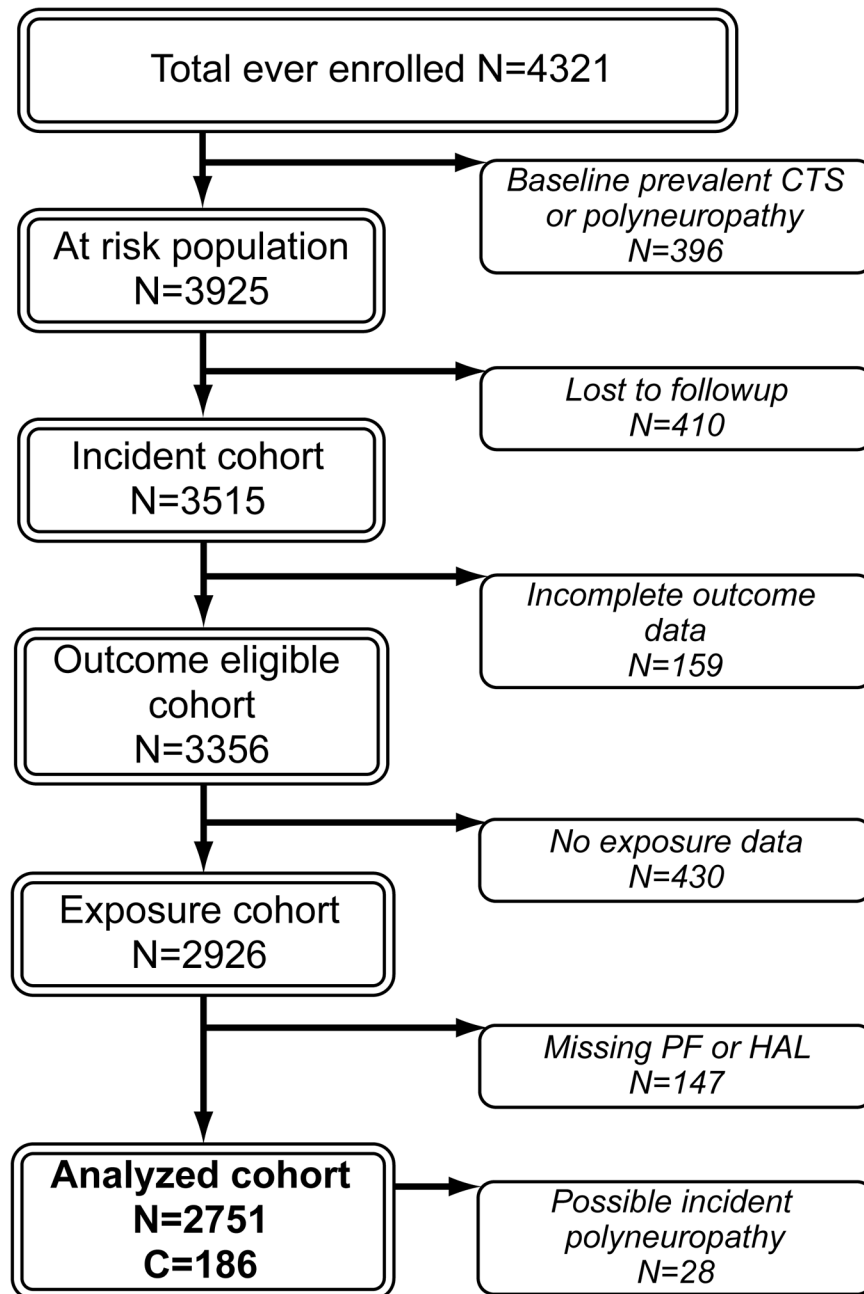 Total ever enrolled N=4321
Baseline prevalent CTS
or polyneuropathy
N=396
At risk population
N=3925
Lost to followup
N=410
Incident cohort
N=3515
Incomplete outcome
data
N=159
Outcome eligible
cohort
N=3356
No exposure data
N=430
Exposure cohort
N=2926
Missing PF or HAL
N=147
Analyzed cohort
N=2751
C=186
Possible incident
polyneuropathy
N=28